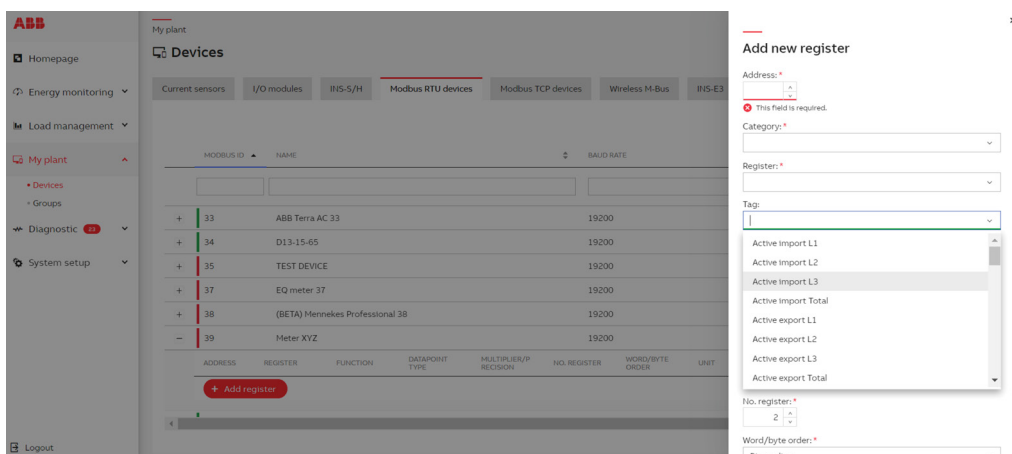 ABB
Homepage
Energy monitoring
Load management
My plant
Devices
Groups
Diagnostic
System setup
Logout
My plant
Devices
Current sensors
I/O modules
INS-S/H
Modbus RTU devices
Modbus TCP devices
Wireless M-Bus
INS-E3
MODBUS ID NAME BAUD RATE
+ 33 ABB Terra AC 33 19200
+ 34 D13-15-65 19200
+ 35 TEST DEVICE 19200
+ 37 EQ meter 37 19200
+ 38 (BETA) Mennekes Professional 38 19200
− 39 Meter XYZ 19200
ADDRESS REGISTER FUNCTION DATAPOINT TYPE MULTIPLIER/PRECISION NO. REGISTER WORD/BYTE ORDER UNIT
+ Add register
Add new register
Address: *
This field is required.
Category: *
Register: *
Tag:
Active import L1
Active import L2
Active import L3
Active import Total
Active export L1
Active export L2
Active export L3
Active export Total
No. register: *
2
Word/byte order: *